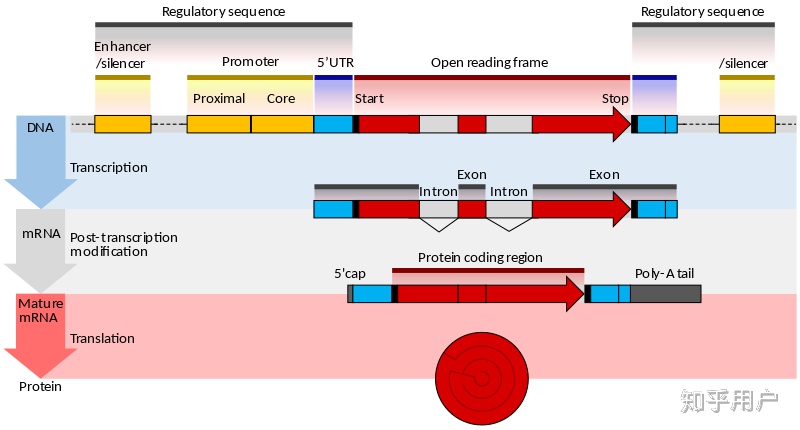 Regulatory sequence
Regulatory sequence
Enhancer
/silencer
Promoter
5'UTR
Open reading frame
/silencer
Proximal
Core
Start
Stop
DNA
Transcription
Exon
Exon
Intron
Intron
mRNA
Post-transcription
modification
Protein coding region
5'cap
Poly-A tail
Mature
mRNA
Translation
Protein
知乎用户